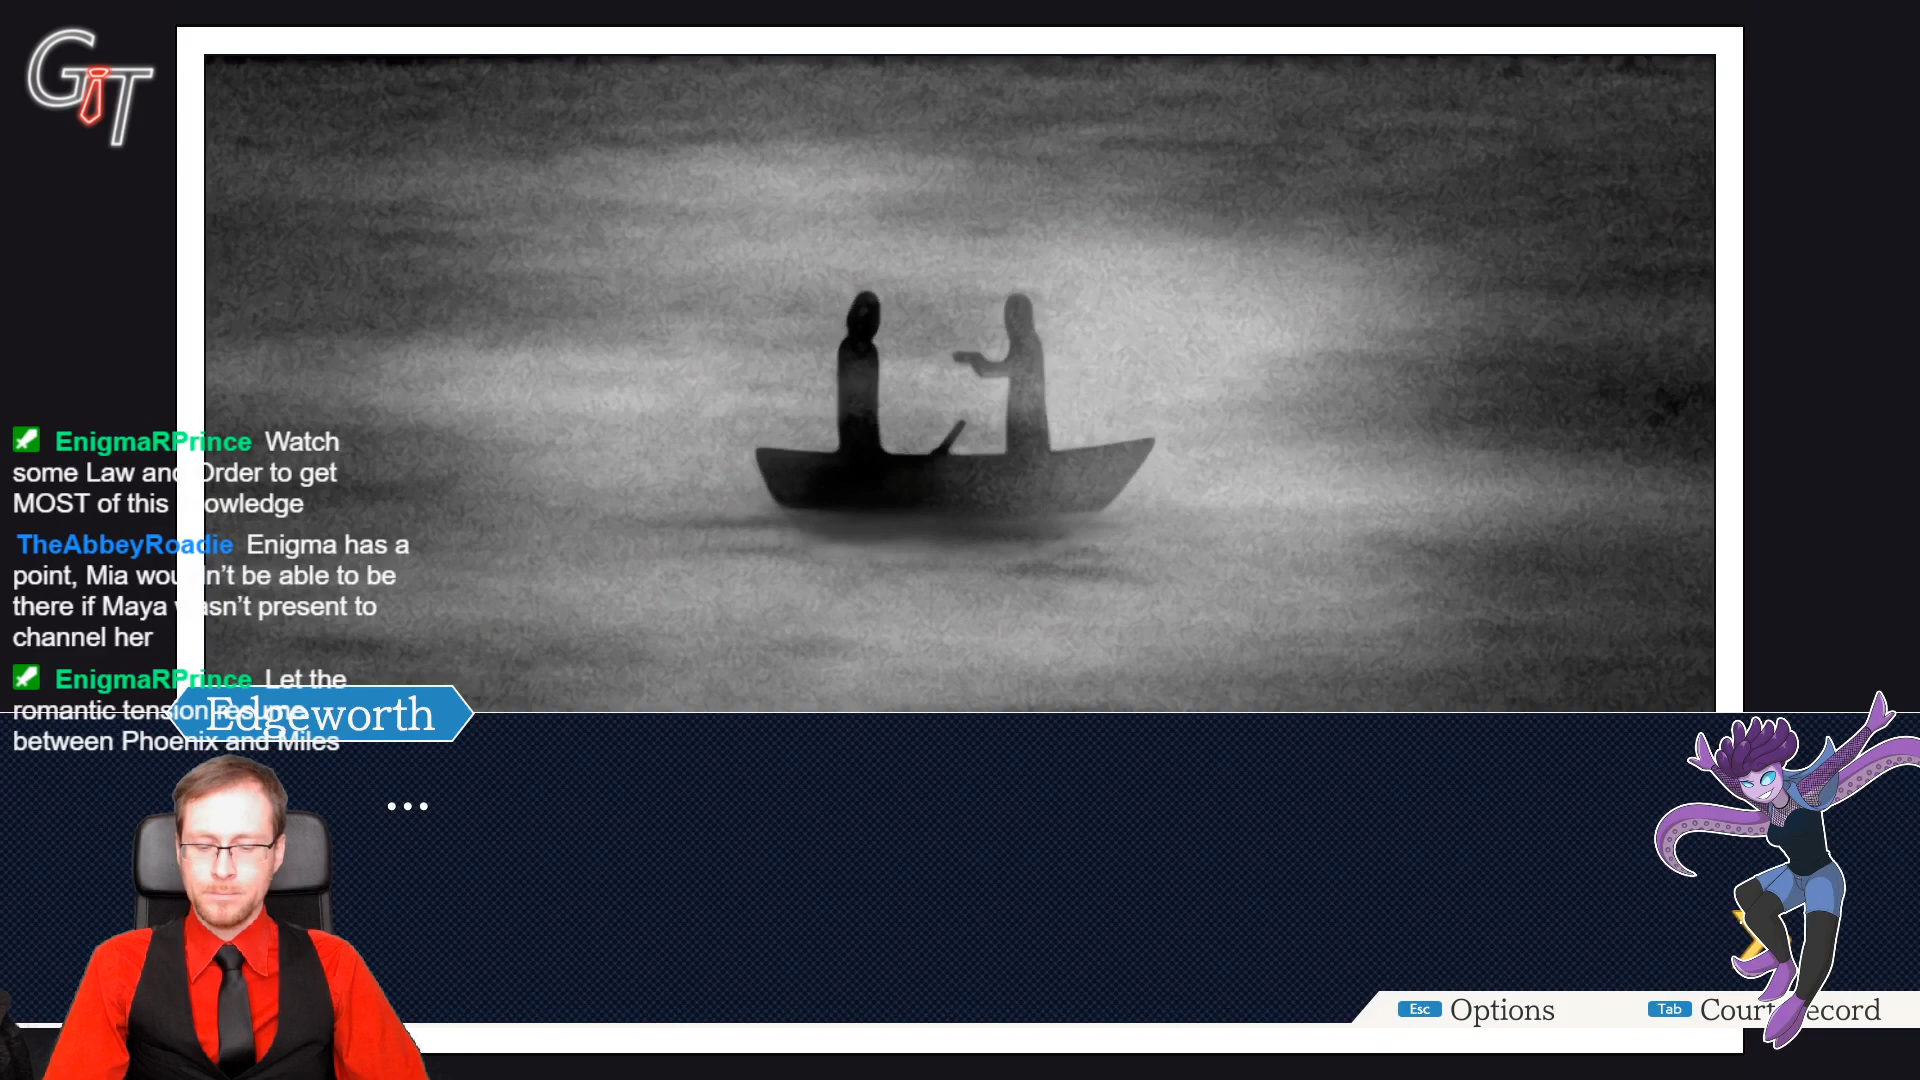 GiT
EnigmaRPrince Watch
some Law and Order to get
MOST of this knowledge
TheAbbeyRoadie Enigma has a
point, Mia wouldn't be able to be
there if Maya wasn't present to
channel her
EnigmaRPrince Let the
romantic tension resume
between Phoenix and Miles
Edgeworth
...
Esc Options
Tab Court Record